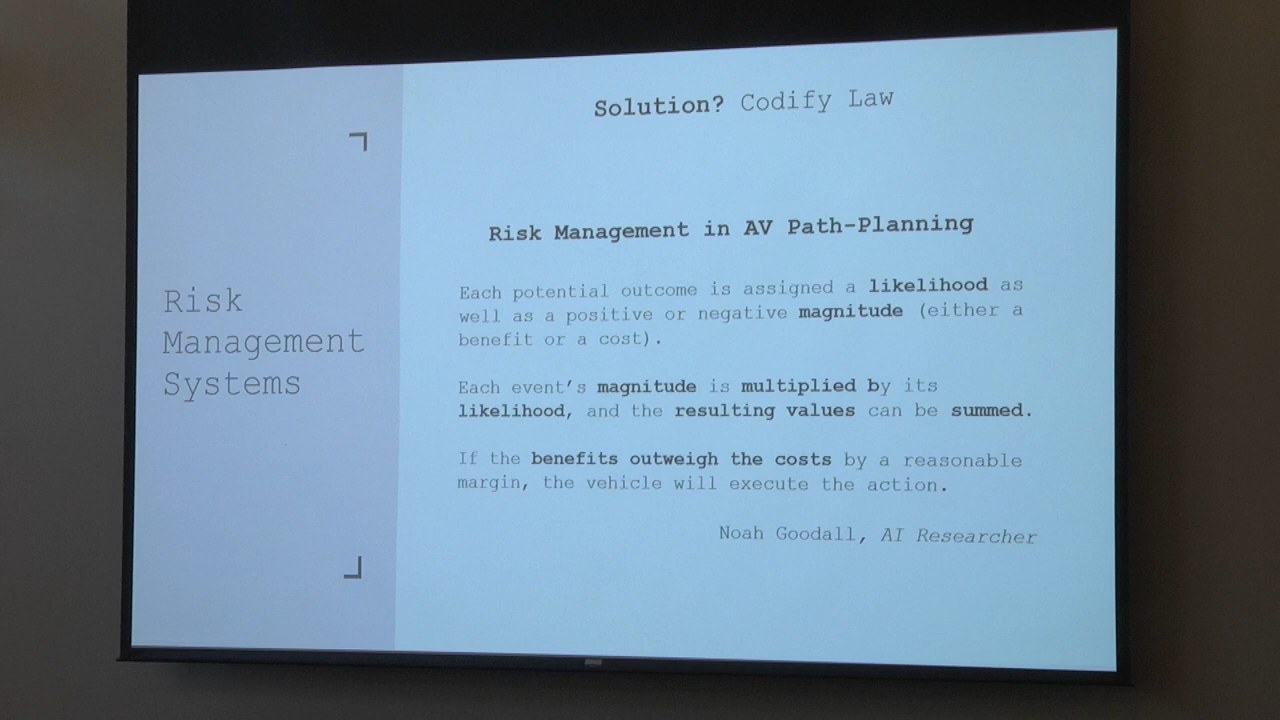 Solution? Codify Law
Risk
Management
Systems
Risk Management in AV Path-Planning
Each potential outcome is assigned a likelihood as
well as a positive or negative magnitude (either a
benefit or a cost).
Each event's magnitude is multiplied by its
likelihood, and the resulting values can be summed.
If the benefits outweigh the costs by a reasonable
margin, the vehicle will execute the action.
Noah Goodall, AI Researcher